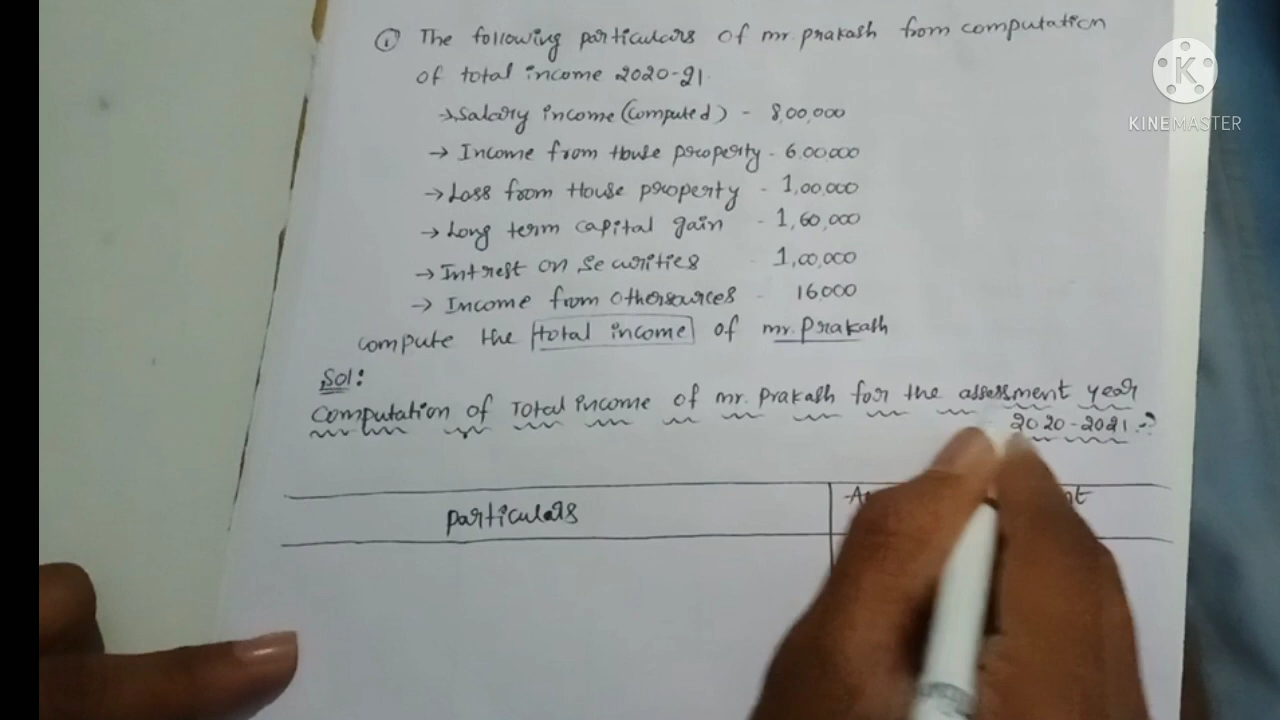 ① The following particulars of mr. prakash from computation
of total income 2020-21.
→ Salary income (computed) - 8,00,000
→ Income from House property - 6,00000
→ Loss from House property - 1,00,000
→ Long term capital gain - 1,60,000
→ Intrest on Securities - 1,00,000
→ Income from Othersources - 16,000
compute the total income of mr. Prakash
Sol:
Computation of Total income of mr. prakash for the assessment year
2020-2021 :-
particulars
K
KINEMASTER